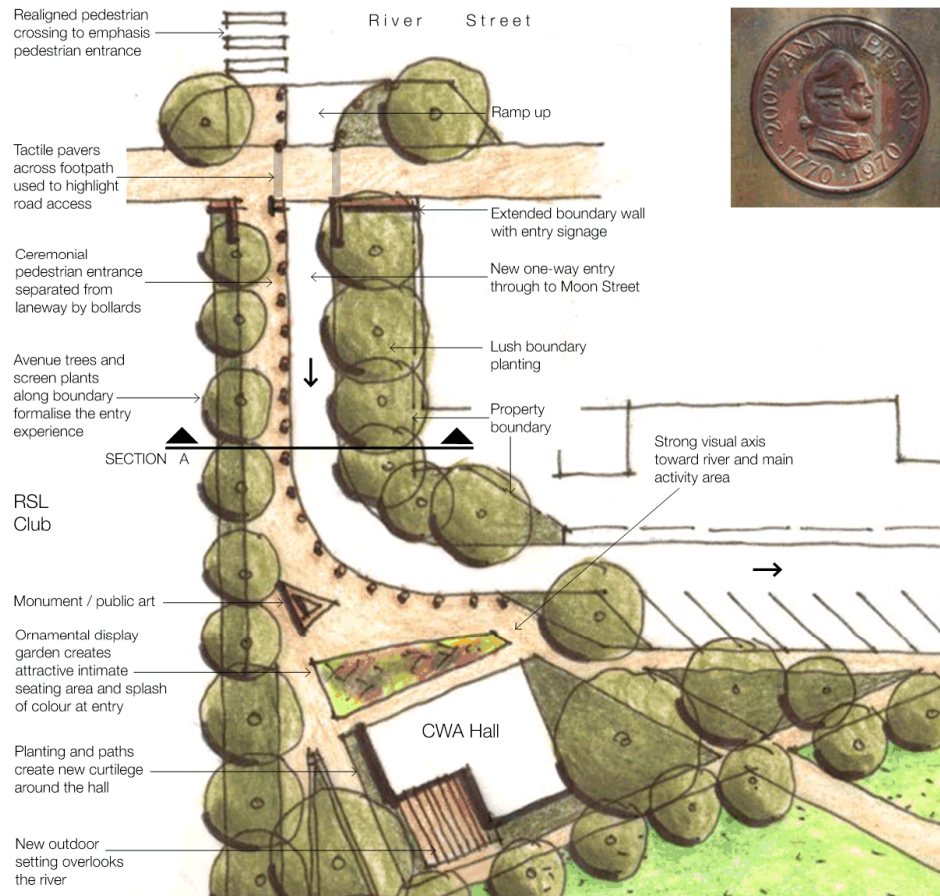 Realigned pedestrian
crossing to emphasis
pedestrian entrance
River Street
200TH ANNIVERSARY
1770 · 1970
Ramp up
Tactile pavers
across footpath
used to highlight
road access
Extended boundary wall
with entry signage
Ceremonial
pedestrian entrance
separated from
laneway by bollards
New one-way entry
through to Moon Street
Avenue trees and
screen plants
along boundary
formalise the entry
experience
Lush boundary
planting
Property
boundary
Strong visual axis
toward river and main
activity area
SECTION A
RSL
Club
Monument / public art
Ornamental display
garden creates
attractive intimate
seating area and splash
of colour at entry
CWA Hall
Planting and paths
create new curtilege
around the hall
New outdoor
setting overlooks
the river